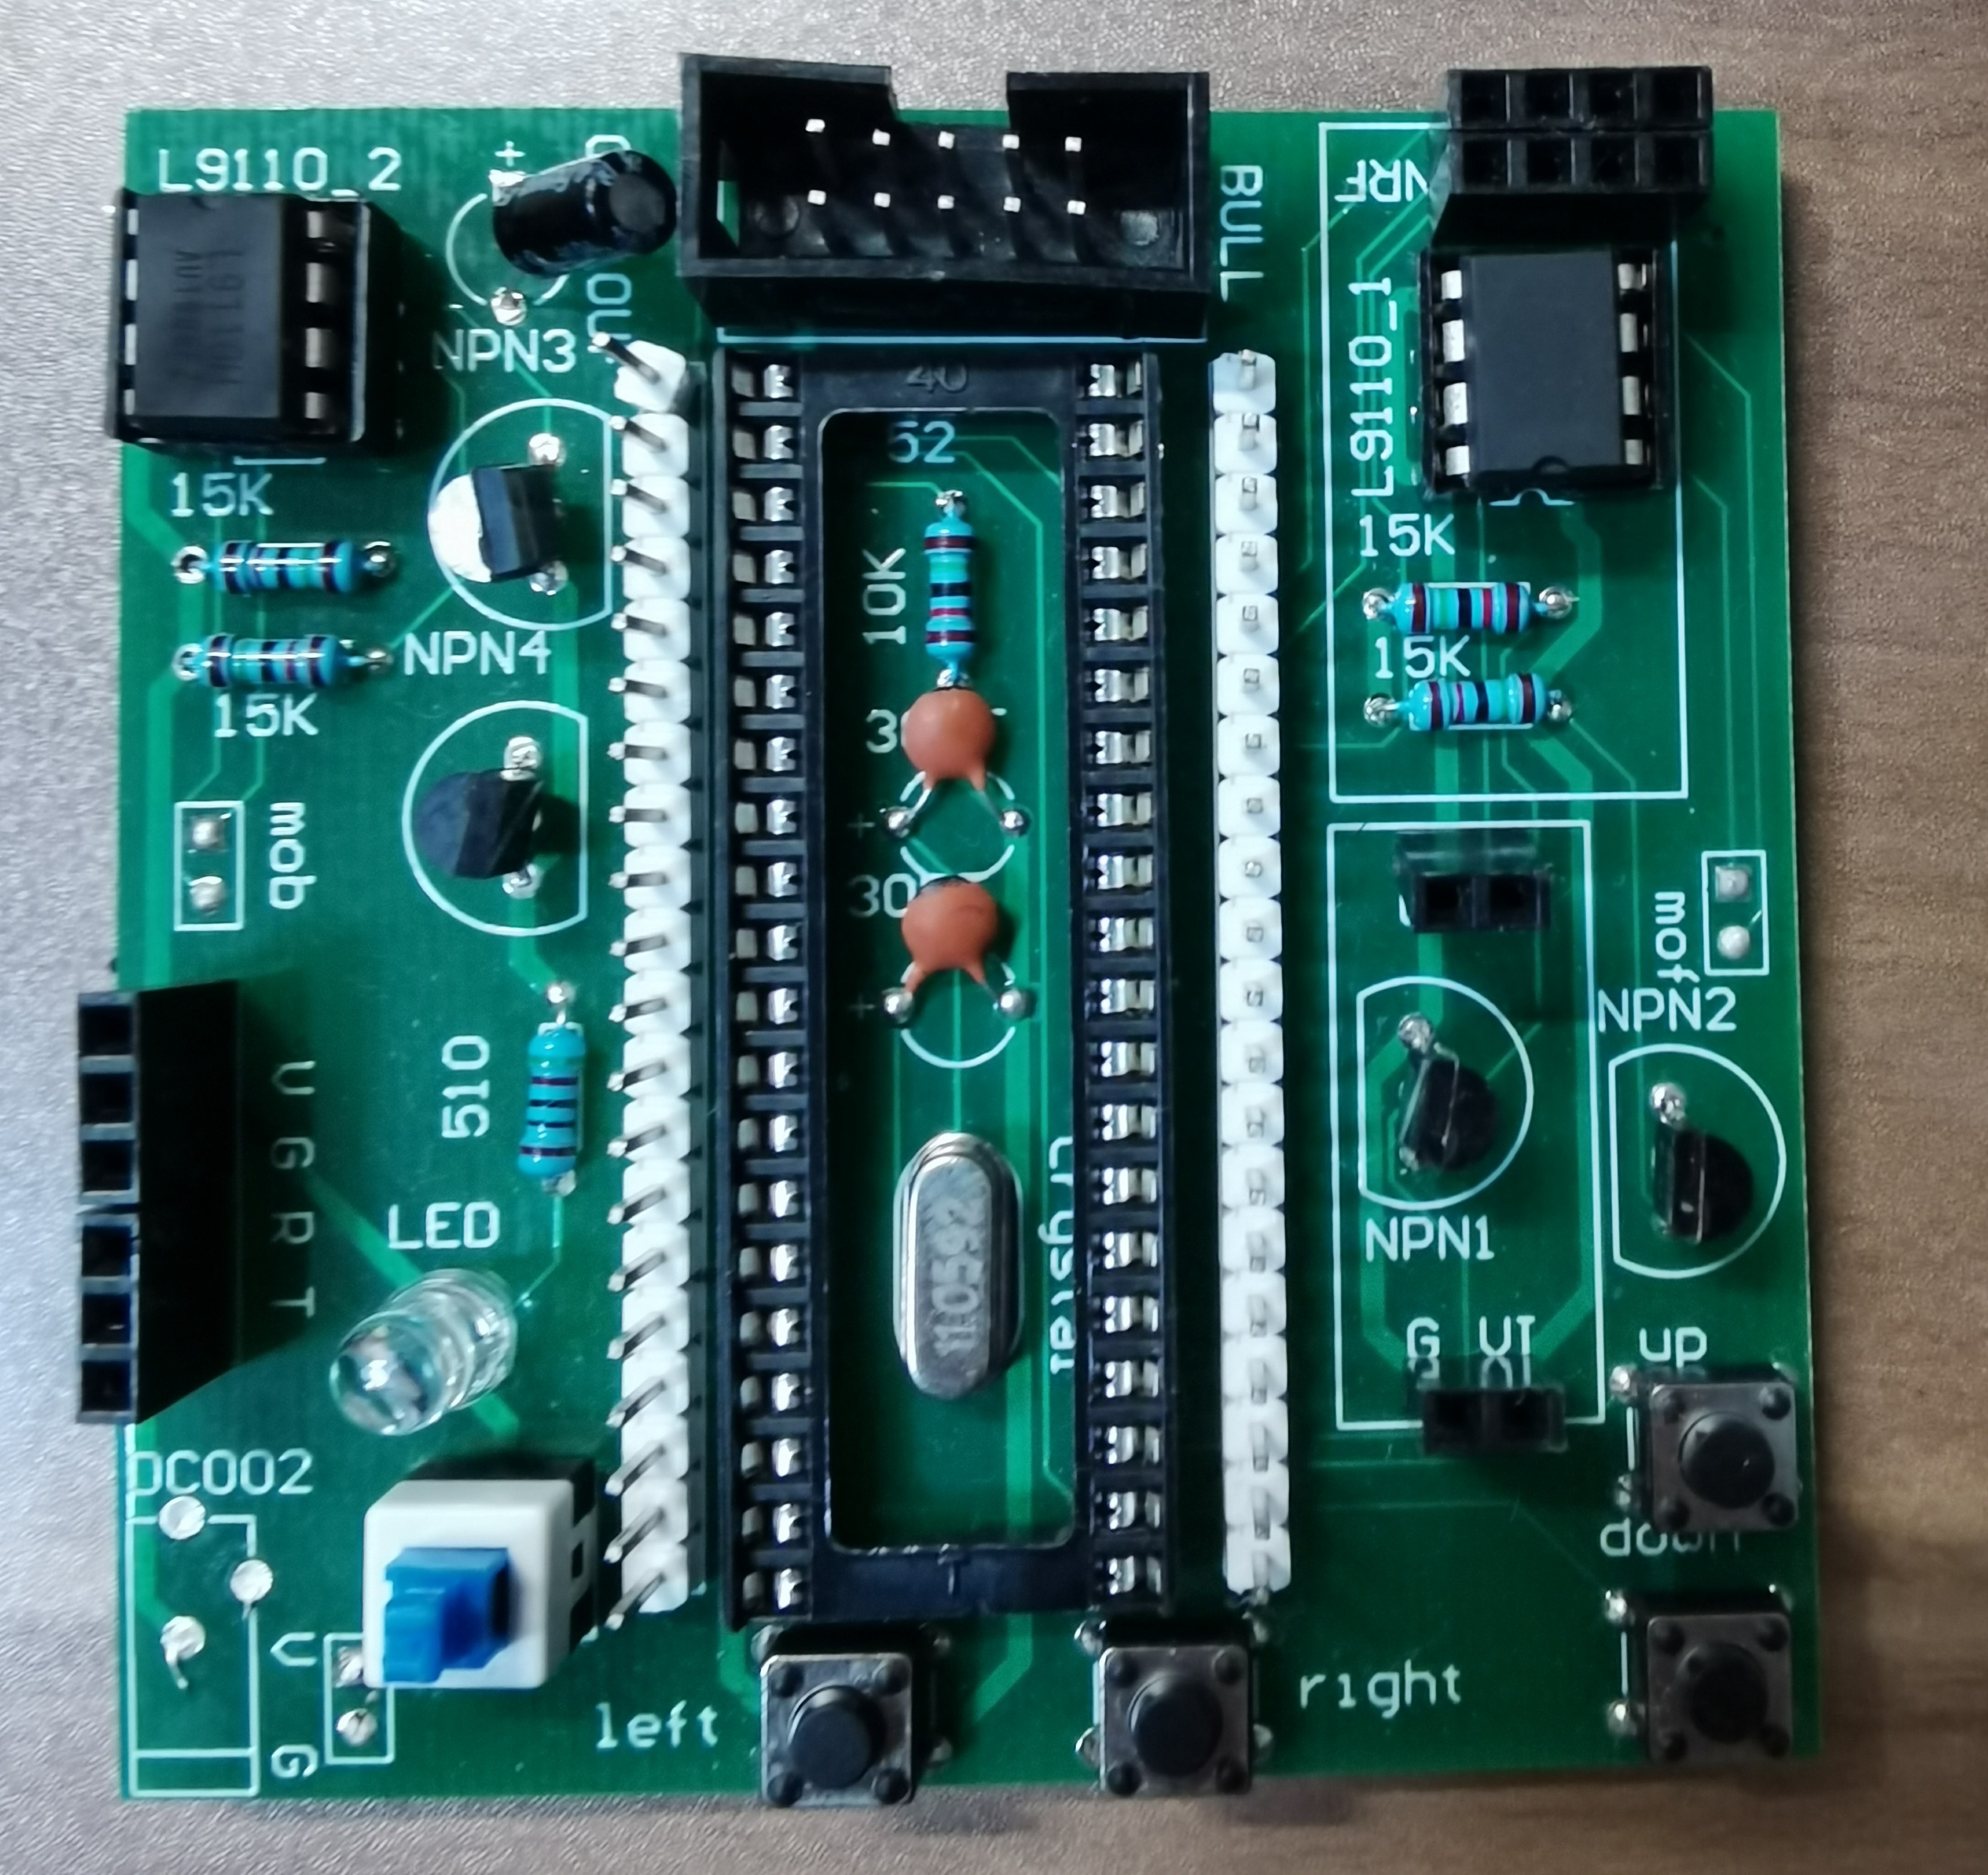 L9110_2
+
BULL
NRF
NPN3
40
52
L9110_1
15K
15K
10K
15K
NPN4
15K
+
30
mob
mof
+
NPN2
510
V
G
R
T
LED
110592
crystal
NPN1
G VI
up
down
DC002
V
G
left
right